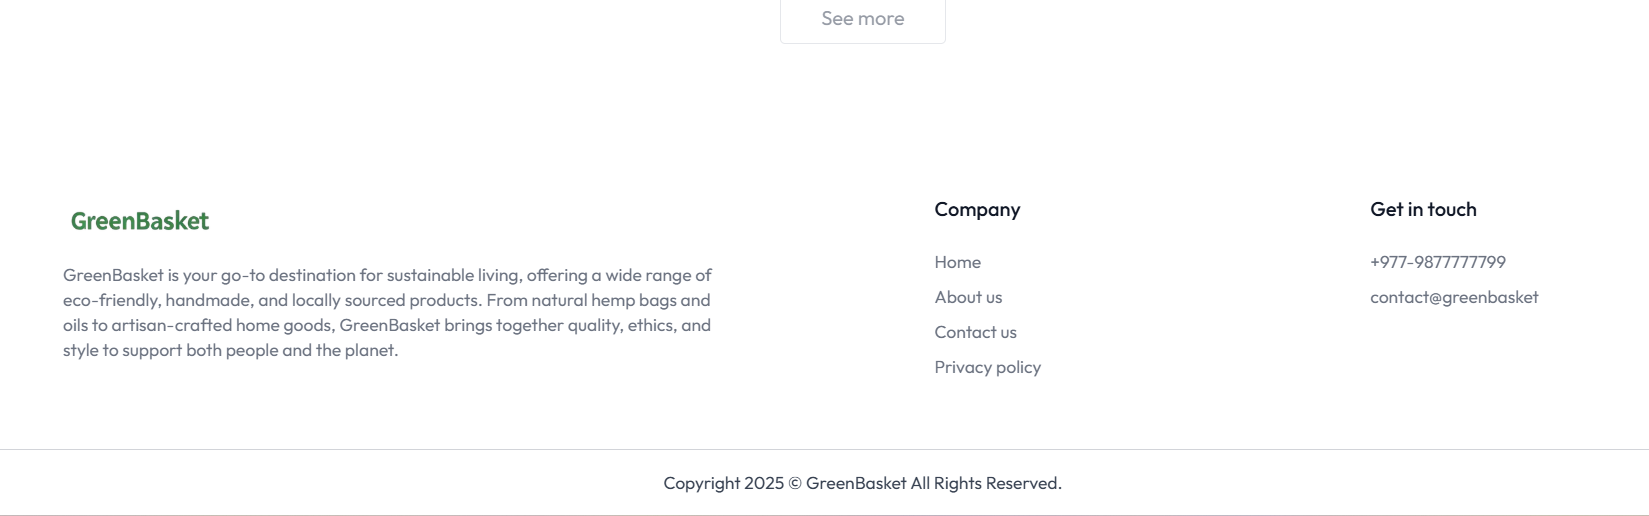 See more
GreenBasket
GreenBasket is your go-to destination for sustainable living, offering a wide range of
eco-friendly, handmade, and locally sourced products. From natural hemp bags and
oils to artisan-crafted home goods, GreenBasket brings together quality, ethics, and
style to support both people and the planet.
Company
Home
About us
Contact us
Privacy policy
Get in touch
+977-9877777799
contact@greenbasket
Copyright 2025 © GreenBasket All Rights Reserved.